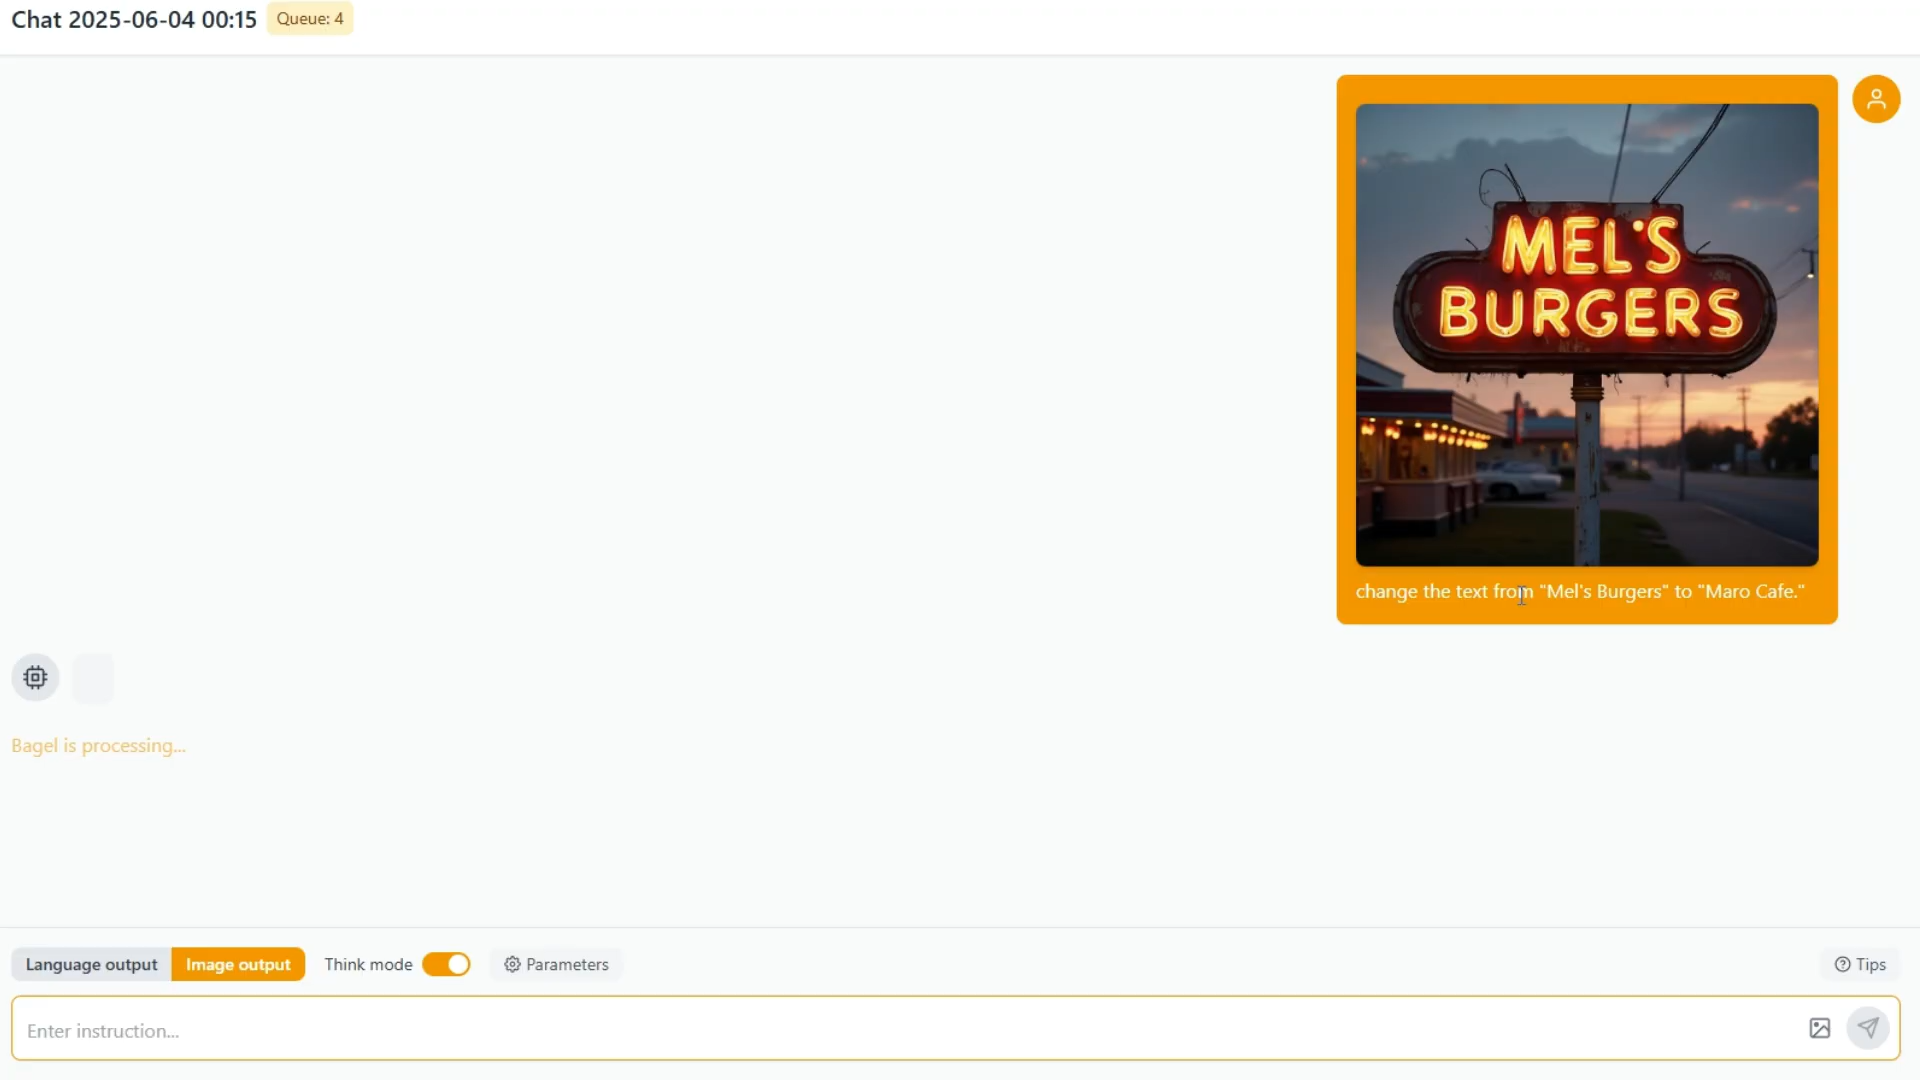 Chat 2025-06-04 00:15
Queue: 4
MEL'S
BURGERS
change the text from "Mel's Burgers" to "Maro Cafe."
Bagel is processing...
Language output
Image output
Think mode
Parameters
Tips
Enter instruction...